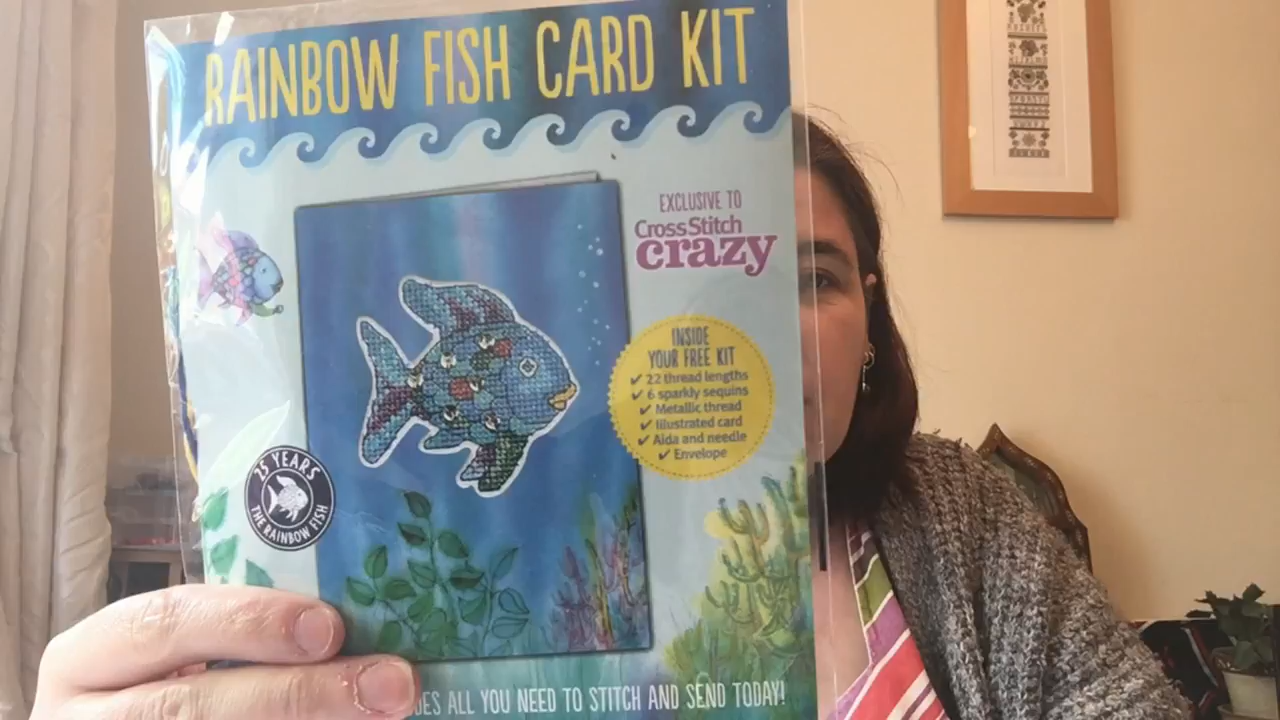 RAINBOW FISH CARD KIT
EXCLUSIVE TO
CrossStitch
crazy
INSIDE
YOUR FREE KIT
✔ 22 thread lengths
✔ 6 sparkly sequins
✔ Metallic thread
✔ Illustrated card
✔ Aida and needle
✔ Envelope
25 YEARS
THE RAINBOW FISH
ALL YOU NEED TO STITCH AND SEND TODAY!